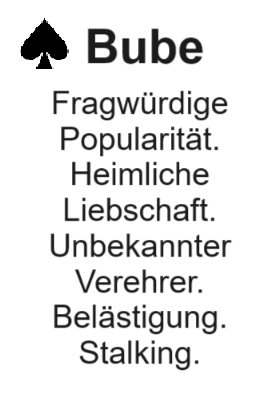 ♠ Bube
Fragwürdige
Popularität.
Heimliche
Liebschaft.
Unbekannter
Verehrer.
Belästigung.
Stalking.